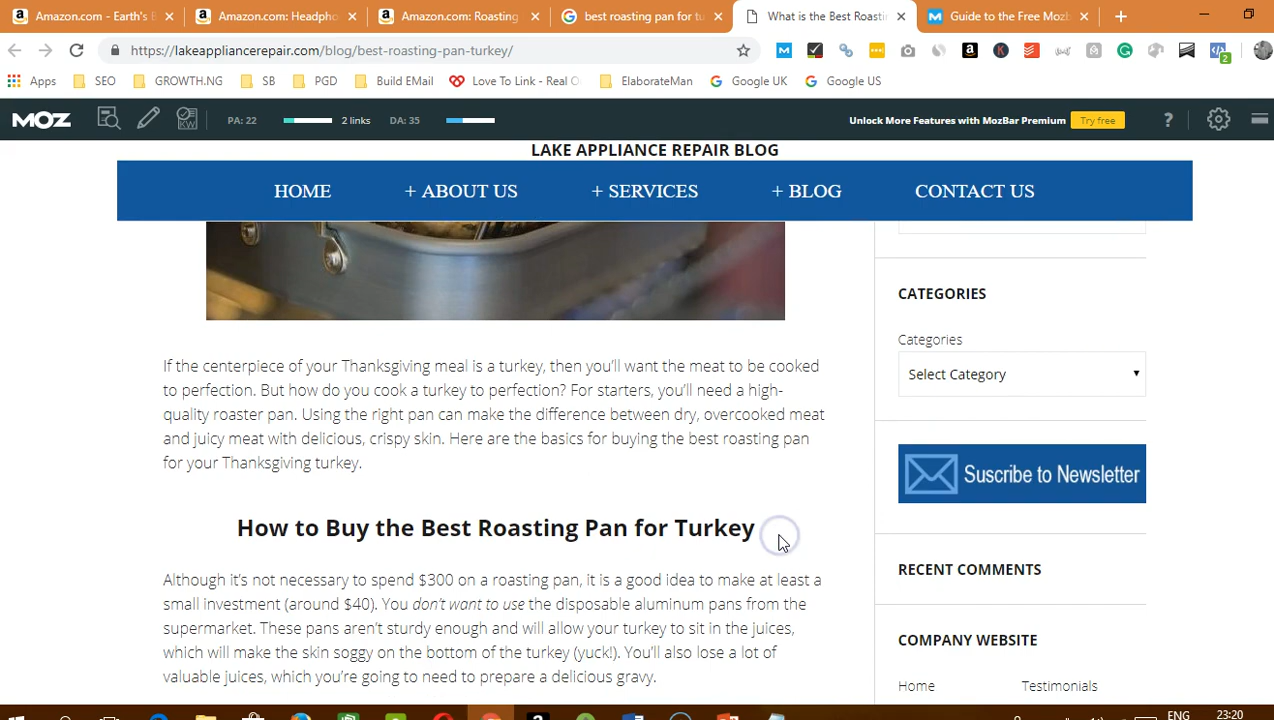 Amazon.com: Earth's E
Amazon.com: Headpho
Amazon.com: Roasting
best roasting pan for tu
What is the Best Roasti
Guide to the Free Mozb
https://lakeappliancerepair.com/blog/best-roasting-pan-turkey/
2
Apps
SEO
GROWTH.NG
SB
PGD
Build EMail
Love To Link - Real O
ElaborateMan
Google UK
Google US
MOZ
KW
PA: 22
2 links
DA: 35
Unlock More Features with MozBar Premium
Try free
?
LAKE APPLIANCE REPAIR BLOG
HOME
+ ABOUT US
+ SERVICES
+ BLOG
CONTACT US
If the centerpiece of your Thanksgiving meal is a turkey, then you'll want the meat to be cooked
to perfection. But how do you cook a turkey to perfection? For starters, you'll need a high-
quality roaster pan. Using the right pan can make the difference between dry, overcooked meat
and juicy meat with delicious, crispy skin. Here are the basics for buying the best roasting pan
for your Thanksgiving turkey.
How to Buy the Best Roasting Pan for Turkey
Although it's not necessary to spend $300 on a roasting pan, it is a good idea to make at least a
small investment (around $40). You don't want to use the disposable aluminum pans from the
supermarket. These pans aren't sturdy enough and will allow your turkey to sit in the juices,
which will make the skin soggy on the bottom of the turkey (yuck!). You'll also lose a lot of
valuable juices, which you're going to need to prepare a delicious gravy.
CATEGORIES
Categories
Select Category
Suscribe to Newsletter
RECENT COMMENTS
COMPANY WEBSITE
Home
Testimonials
ENG
23:20